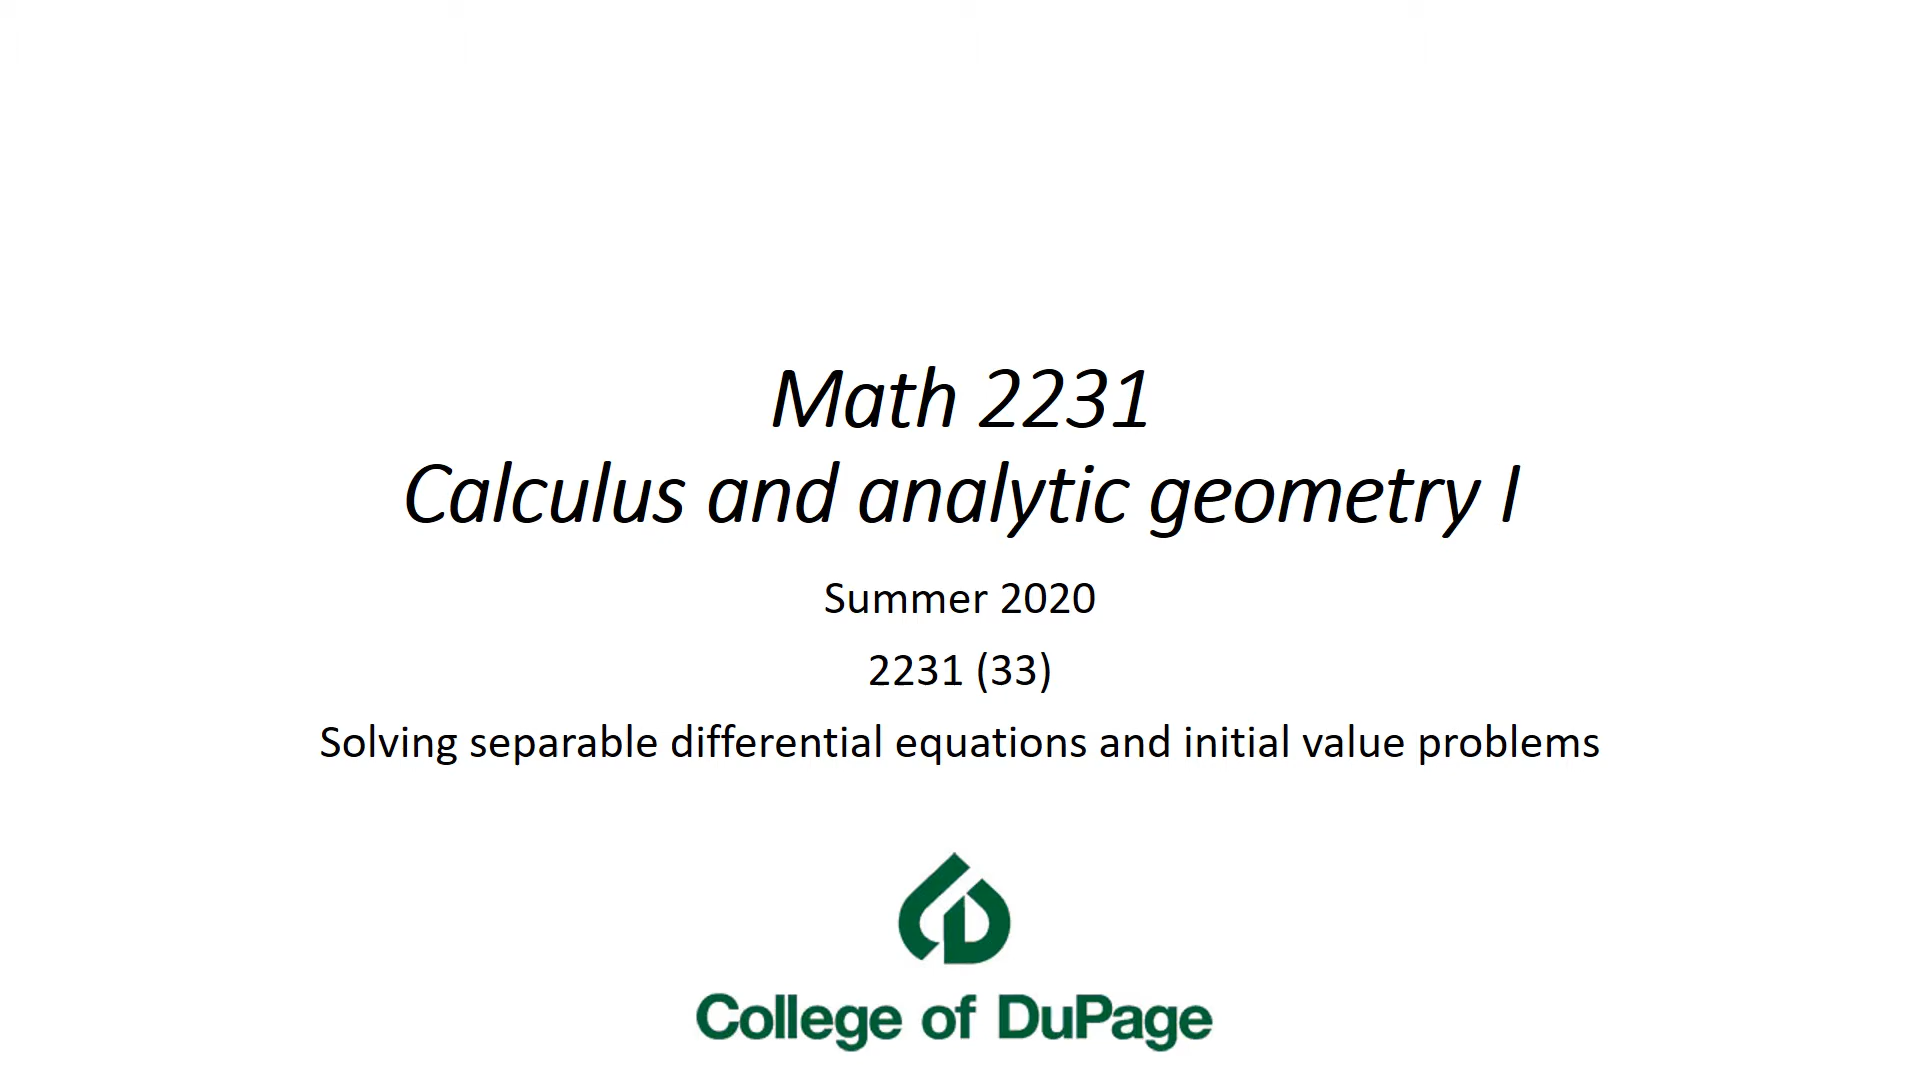 Math 2231
Calculus and analytic geometry I
Summer 2020
2231 (33)
Solving separable differential equations and initial value problems
College of DuPage